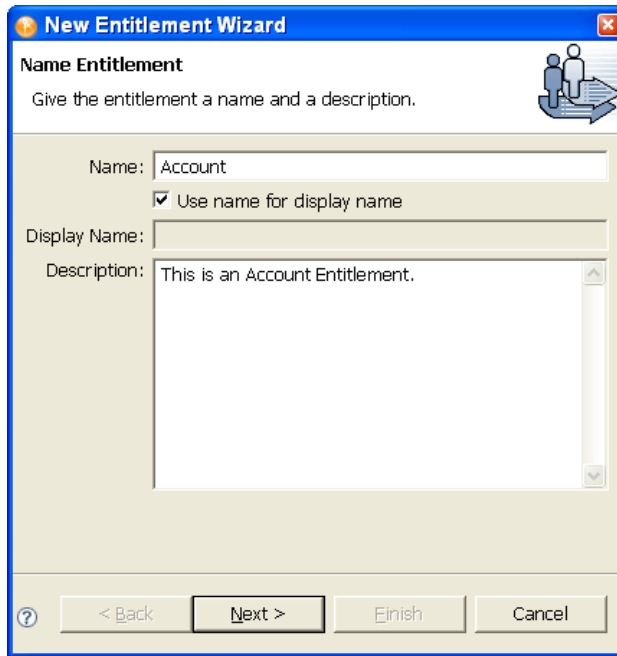 New Entitlement Wizard
Name Entitlement
Give the entitlement a name and a description.
Name: Account
Use name for display name
Display Name:
Description: This is an Account Entitlement.
< Back Next > Finish Cancel